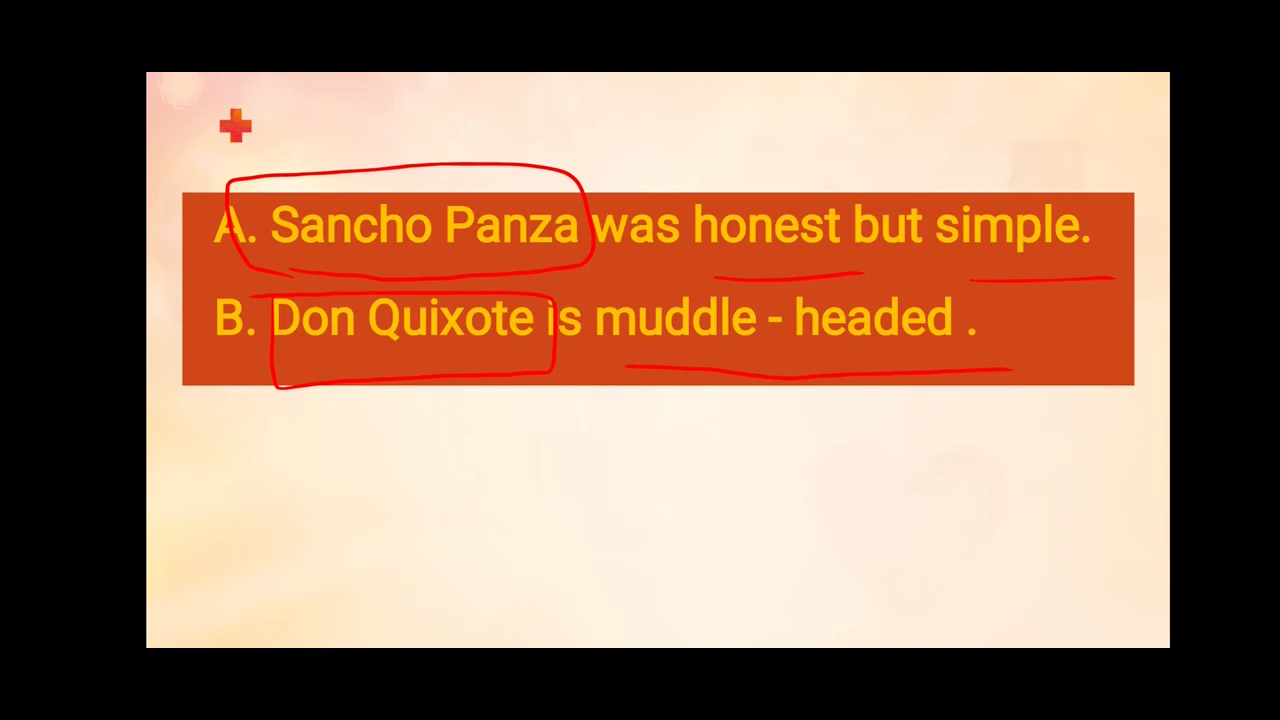 A. Sancho Panza was honest but simple.
B. Don Quixote is muddle - headed .